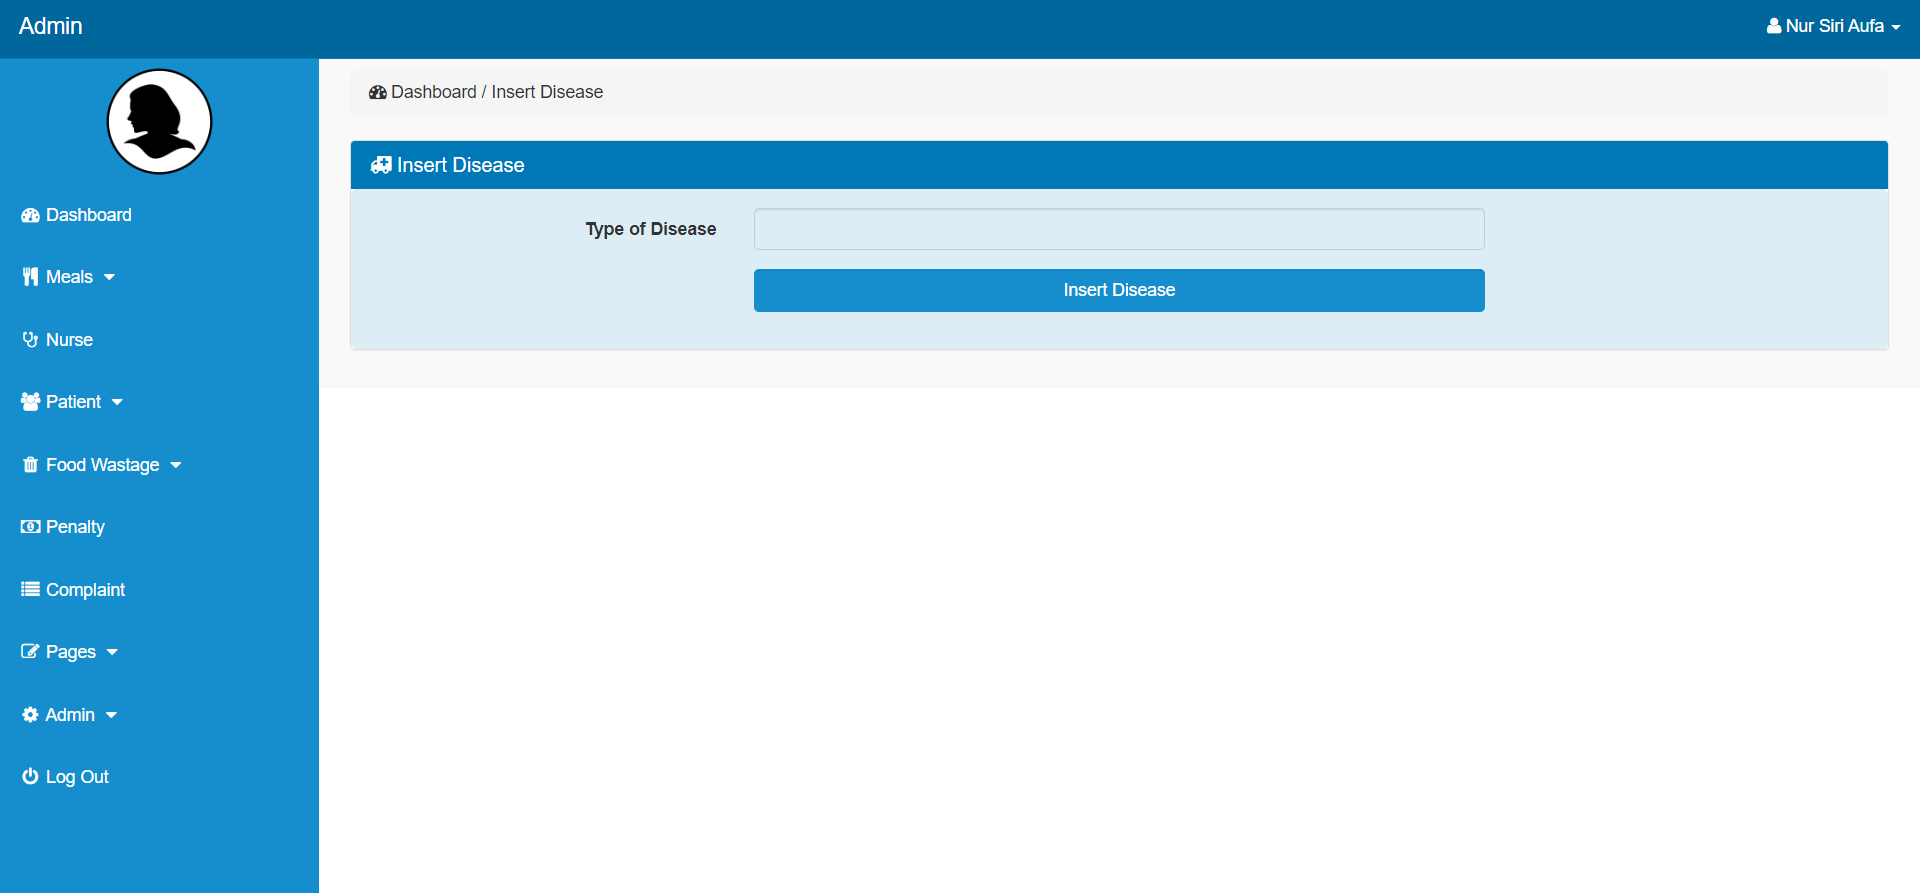 Admin
Nur Siri Aufa
Dashboard / Insert Disease
Insert Disease
Type of Disease
Insert Disease
Dashboard
Meals
Nurse
Patient
Food Wastage
Penalty
Complaint
Pages
Admin
Log Out